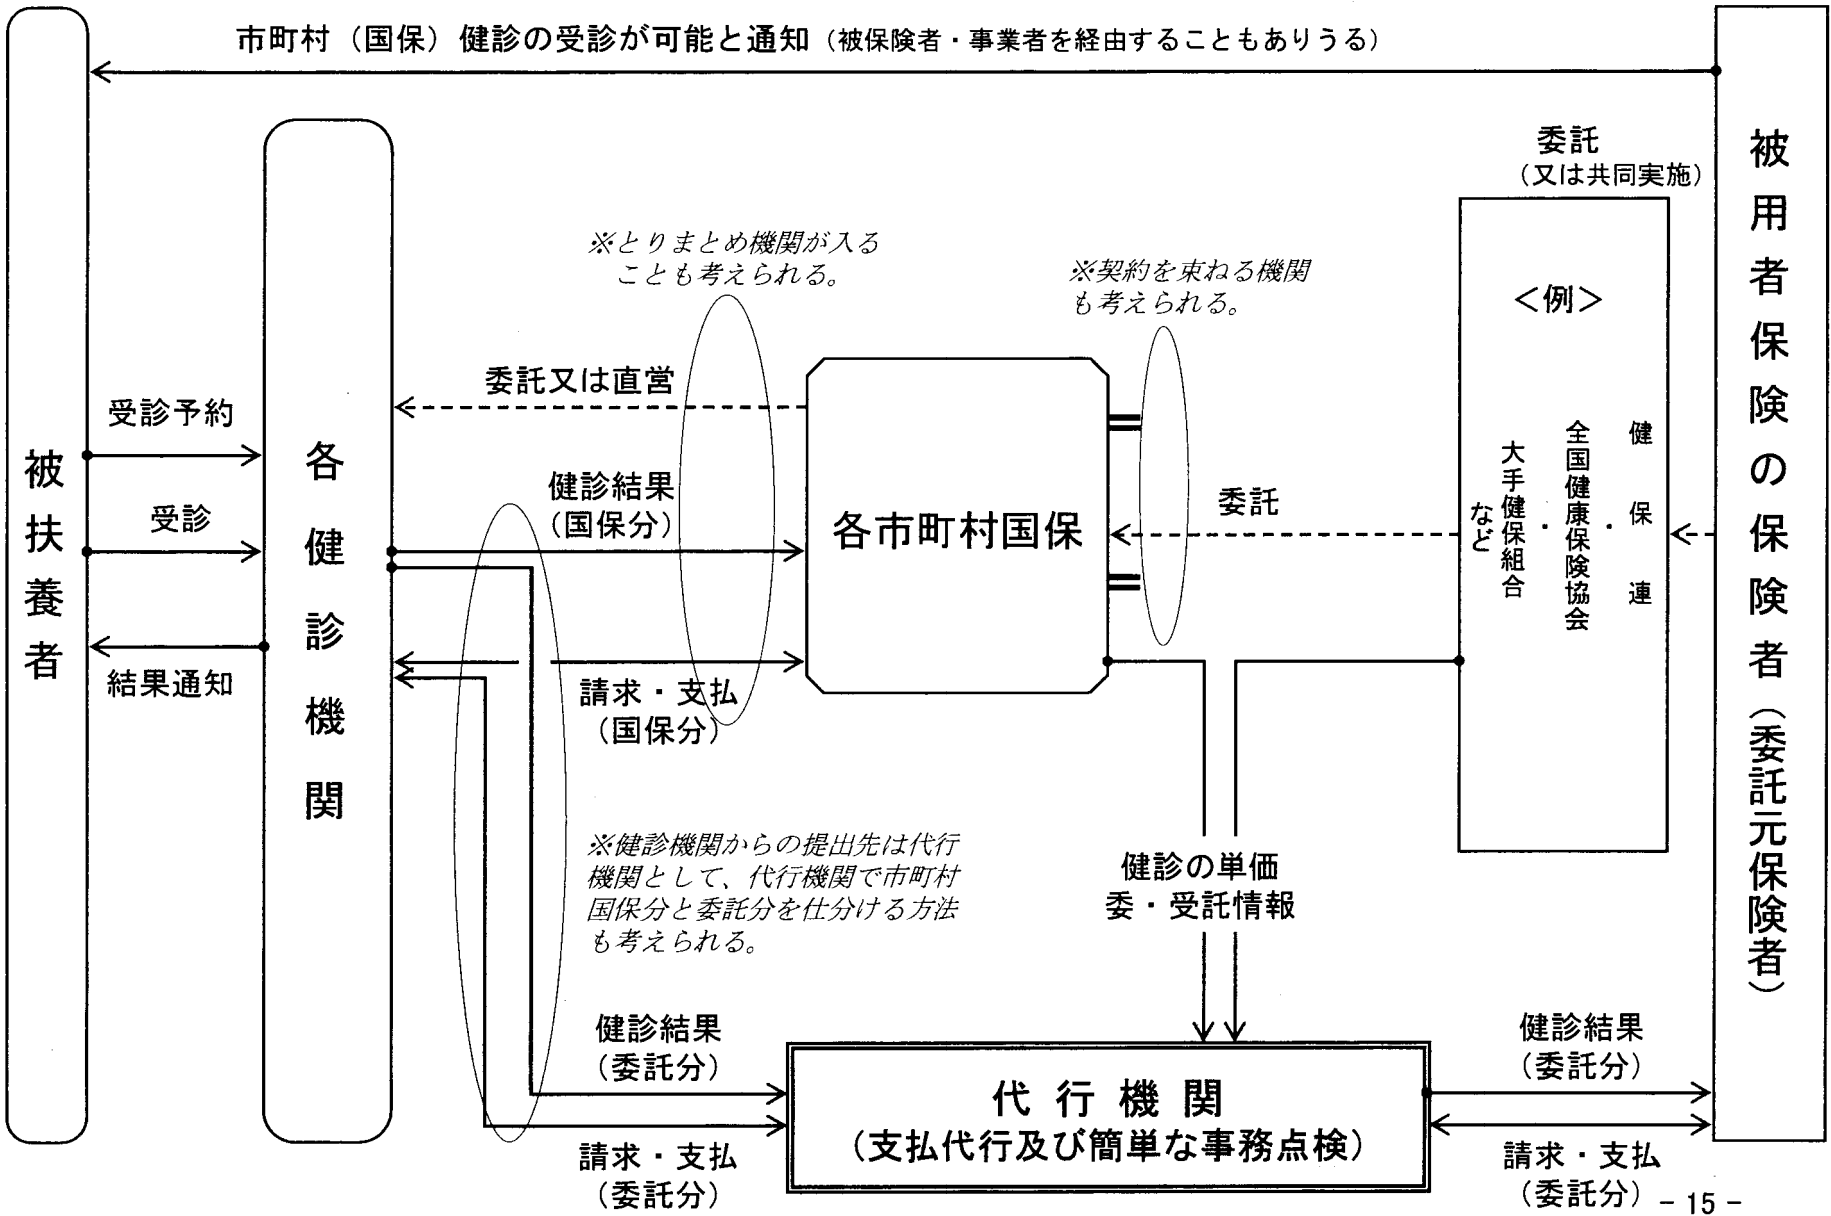 市町村（国保）健診の受診が可能と通知（被保険者・事業者を経由することもありうる）
被扶養者
受診予約
受診
結果通知
各健診機関
※とりまとめ機関が入る
ことも考えられる。
委託又は直営
健診結果
（国保分）
請求・支払
（国保分）
各市町村国保
※契約を束ねる機関
も考えられる。
委託
委託
（又は共同実施）
＜例＞
健保連
・
全国健康保険協会
・
大手健保組合
など
被用者保険の保険者（委託元保険者）
※健診機関からの提出先は代行
機関として、代行機関で市町村
国保分と委託分を仕分ける方法
も考えられる。
健診の単価
委・受託情報
健診結果
（委託分）
請求・支払
（委託分）
代行機関
（支払代行及び簡単な事務点検）
健診結果
（委託分）
請求・支払
（委託分）
- 15 -